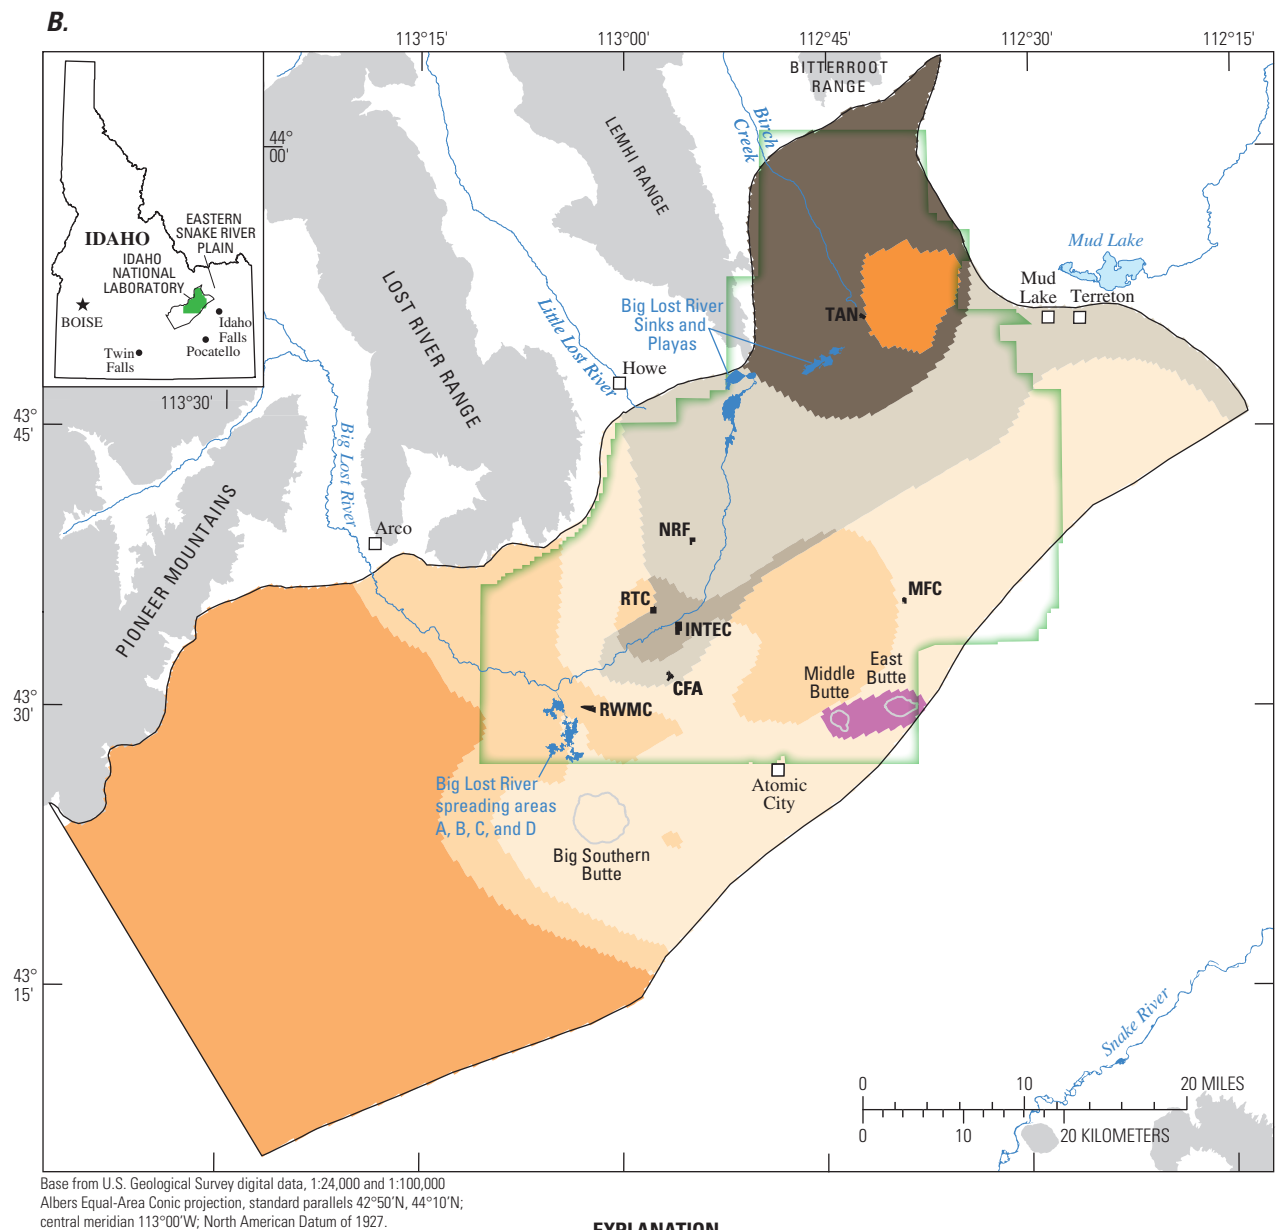 B.
113°15'
113°00'
112°45'
112°30'
112°15'
BITTERROOT
RANGE
Birch
Creek
LEMHI RANGE
44°
00'
IDAHO
EASTERN
SNAKE RIVER
PLAIN
IDAHO
NATIONAL
LABORATORY
BOISE
Idaho
Falls
Pocatello
Twin
Falls
113°30'
LOST RIVER RANGE
Little Lost River
Big Lost River
Sinks and
Playas
TAN
Mud Lake
Mud
Lake
Terreton
Howe
43°
45'
Big Lost River
PIONEER MOUNTAINS
Arco
NRF
RTC
INTEC
MFC
CFA
RWMC
Middle
Butte
East
Butte
43°
30'
Big Lost River
spreading areas
A, B, C, and D
Atomic
City
Big Southern
Butte
43°
15'
Snake River
0 10 20 MILES
0 10 20 KILOMETERS
Base from U.S. Geological Survey digital data, 1:24,000 and 1:100,000
Albers Equal-Area Conic projection, standard parallels 42°50'N, 44°10'N;
central meridian 113°00'W; North American Datum of 1927.
EXPLANATION